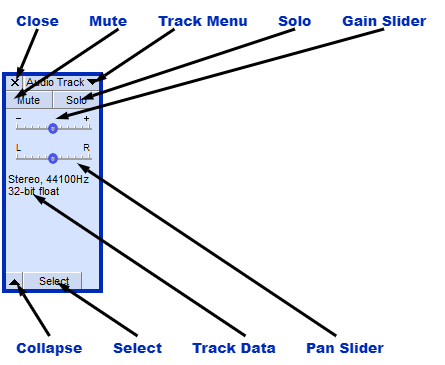 Close Mute Track Menu Solo Gain Slider
× Audio Track
Mute Solo
- +
L R
Stereo, 44100Hz
32-bit float
Select
Collapse Select Track Data Pan Slider